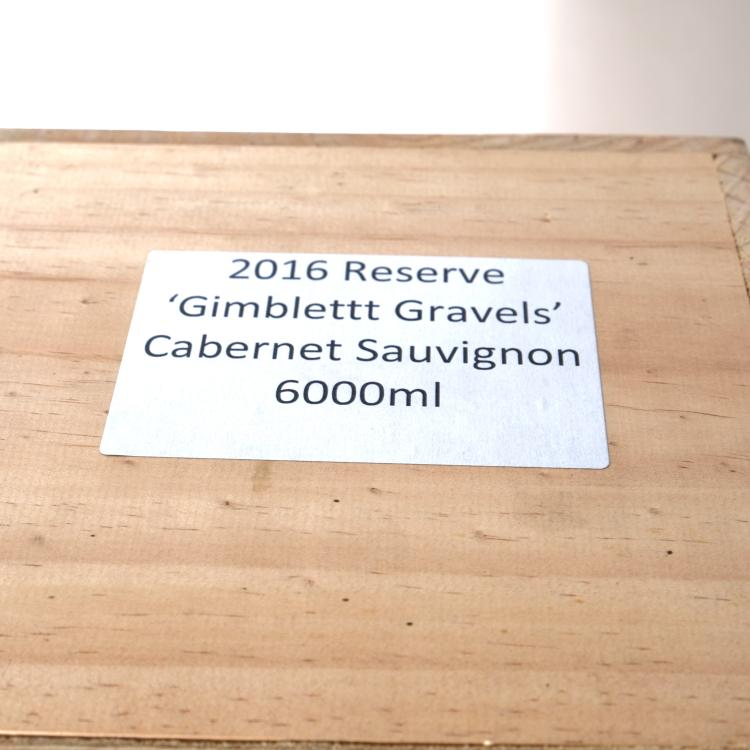 2016 Reserve
‘Gimblettt Gravels’
Cabernet Sauvignon
6000ml